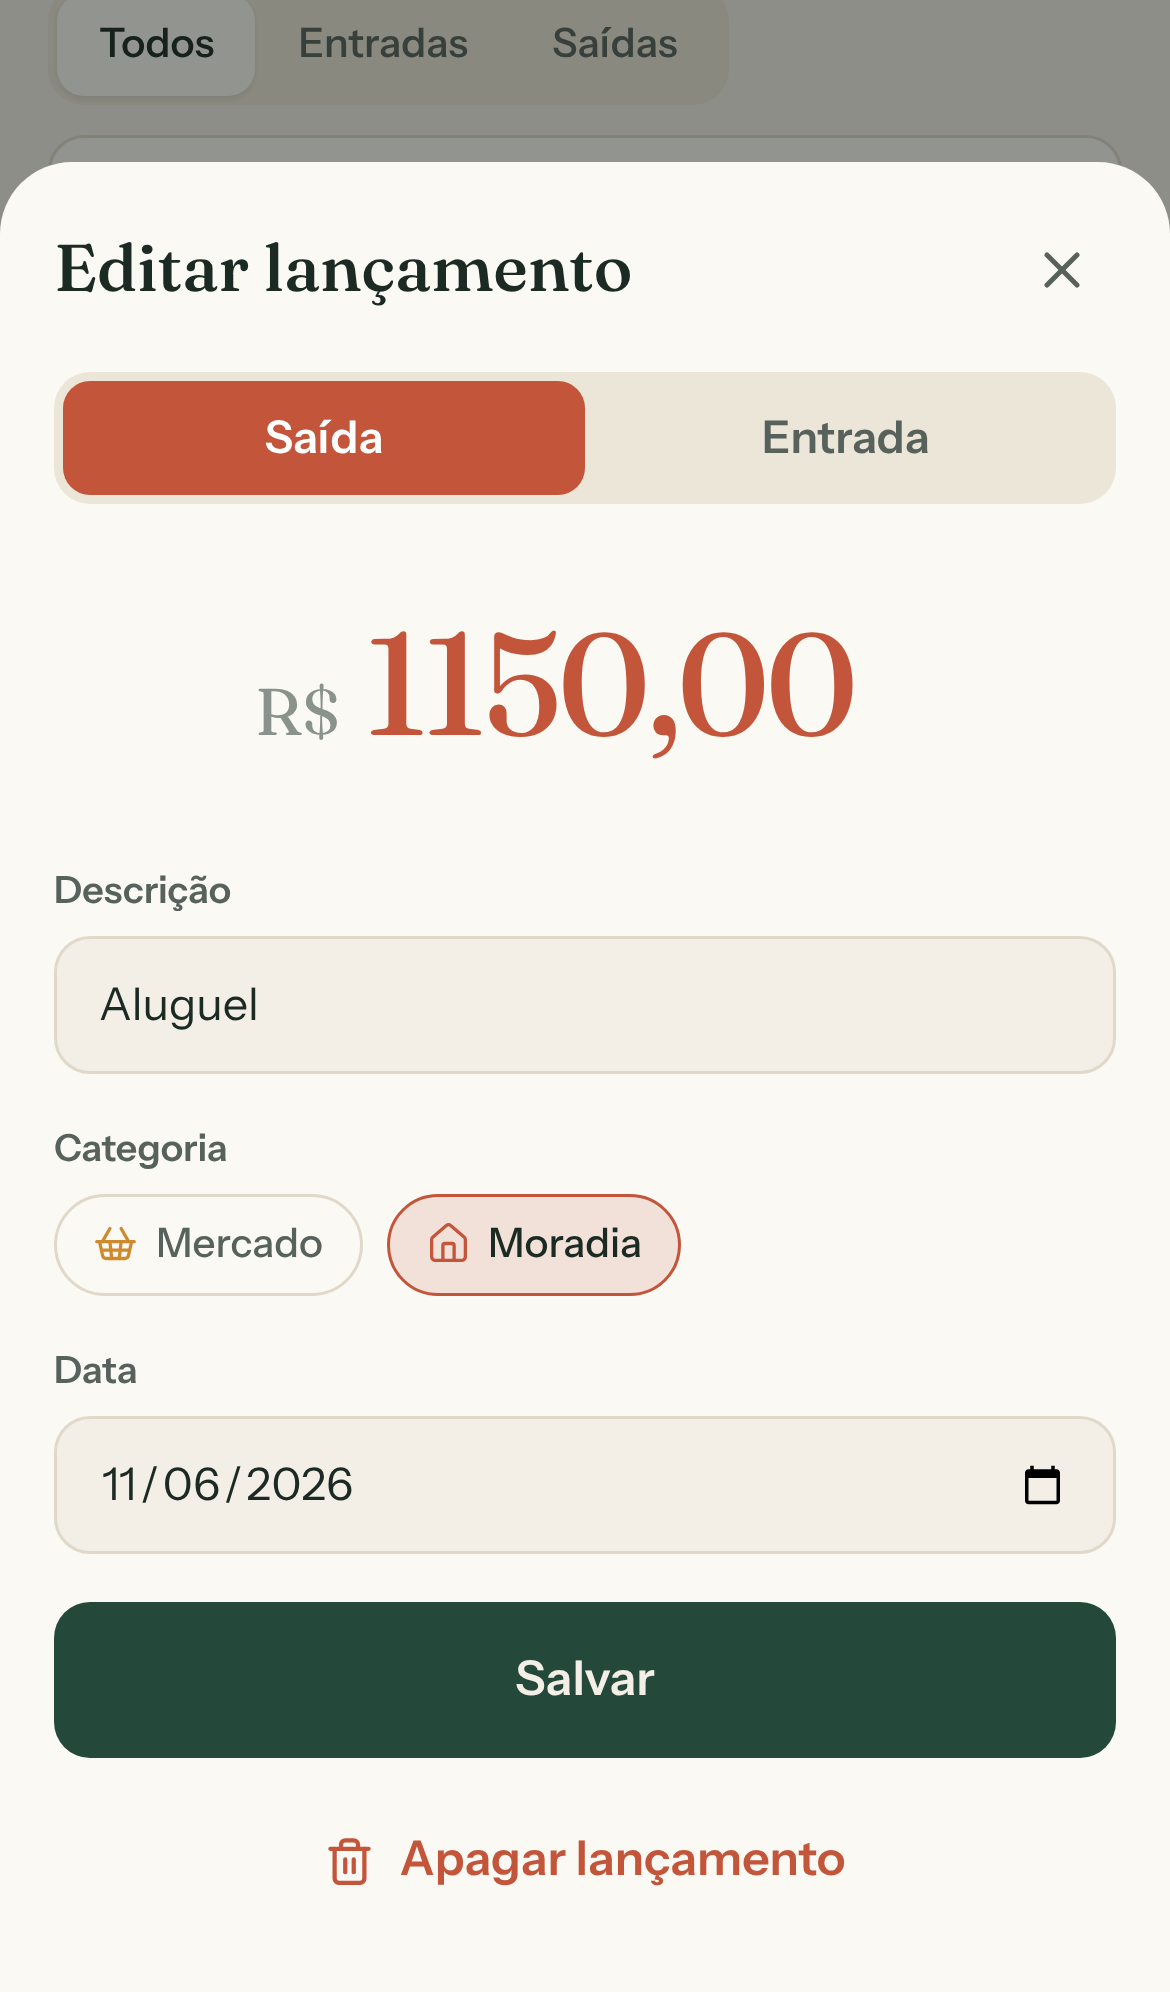 Todos Entradas Saídas
Editar lançamento
Saída Entrada
R$ 1150,00
Descrição
Aluguel
Categoria
Mercado Moradia
Data
11/06/2026
Salvar
Apagar lançamento